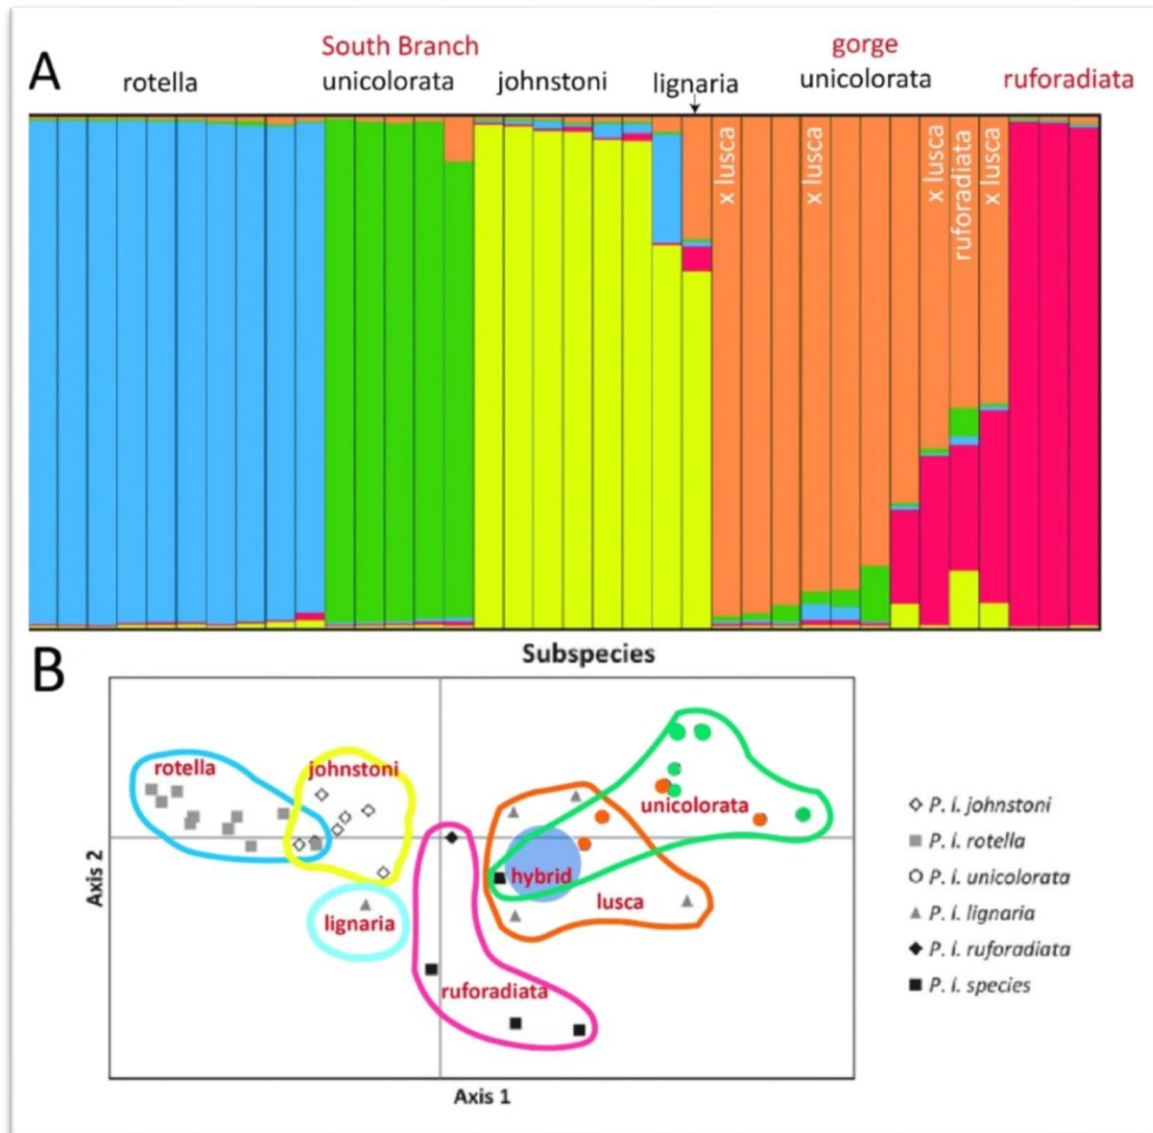 A
South Branch
gorge
rotella
unicolorata
johnstoni
lignaria
unicolorata
ruforadiata
x lusca
x lusca
x lusca
ruforadiata
x lusca
B
Subspecies
rotella
johnstoni
unicolorata
hybrid
lusca
lignaria
ruforadiata
Axis 2
Axis 1
P. i. johnstoni
P. i. rotella
P. i. unicolorata
P. i. lignaria
P. i. ruforadiata
P. i. species